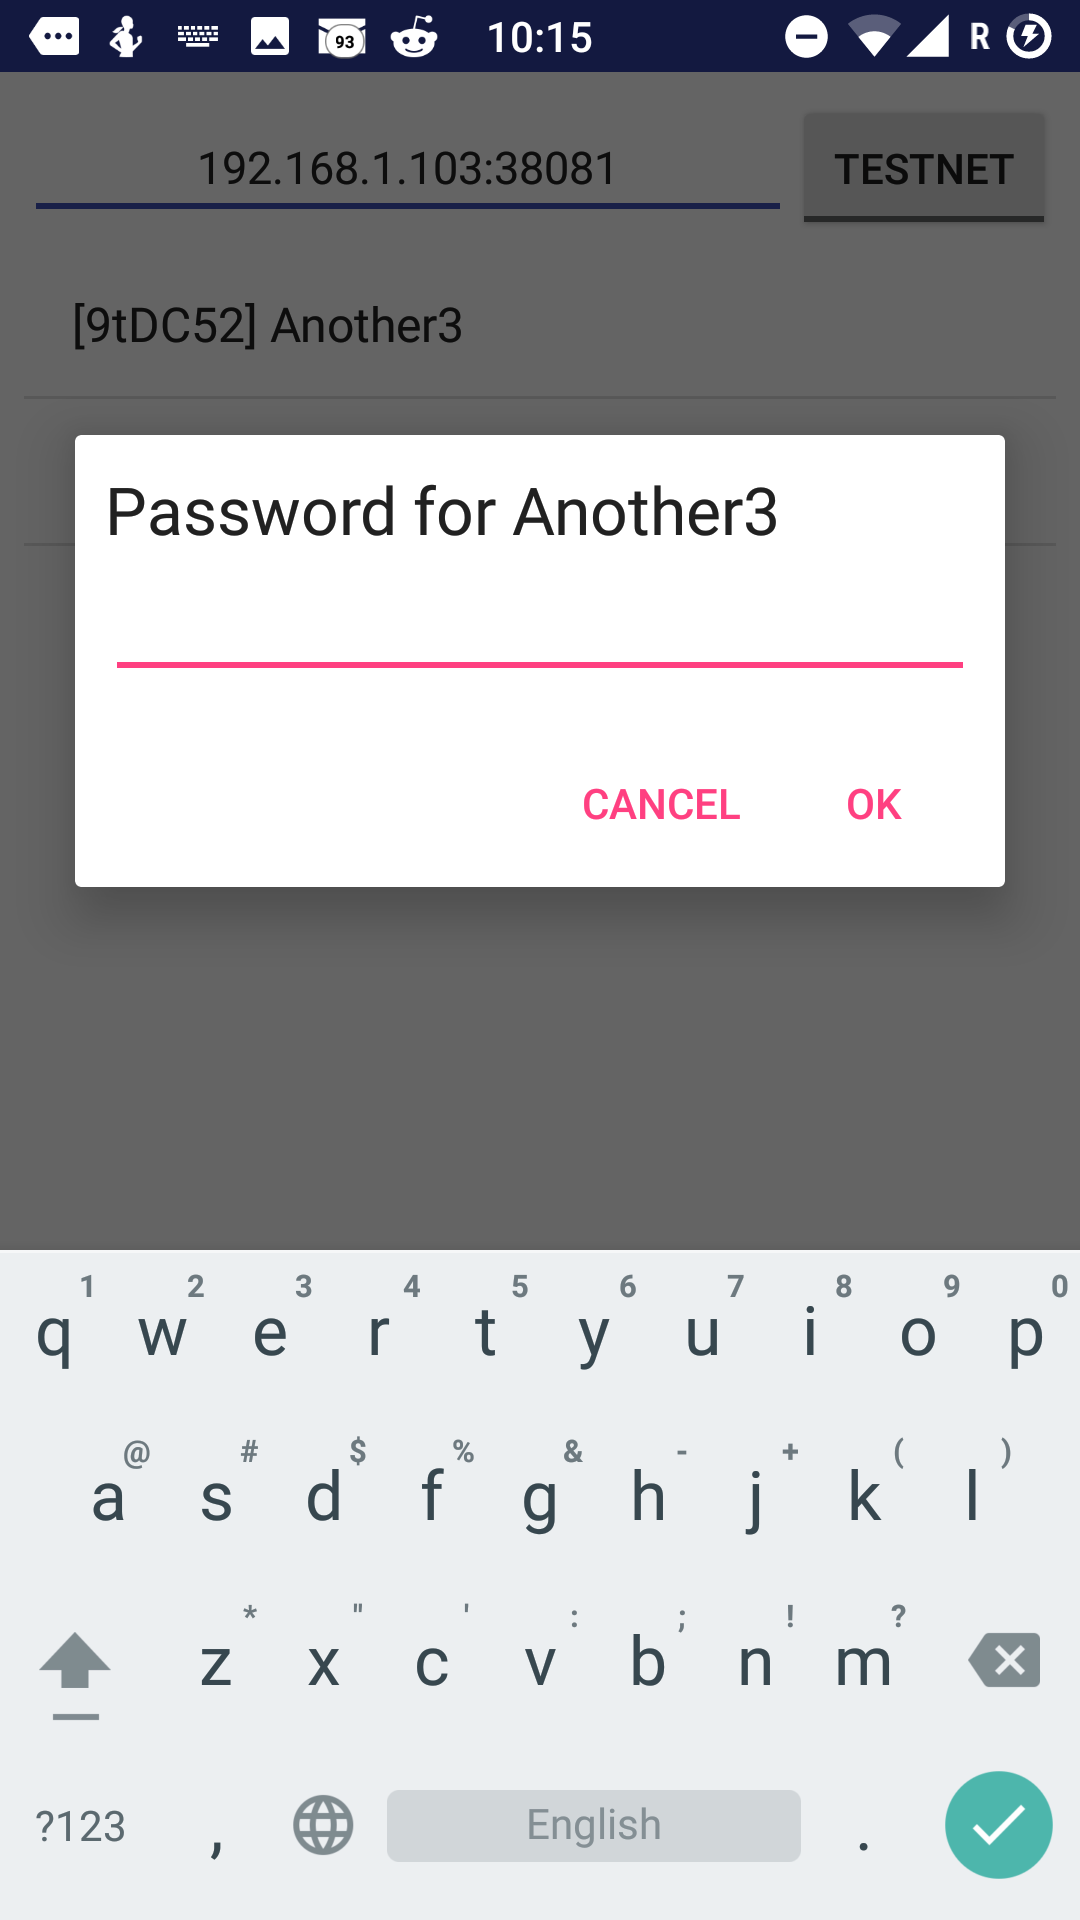 93 10:15 R
192.168.1.103:38081 TESTNET
[9tDC52] Another3
Password for Another3
CANCEL OK
1 2 3 4 5 6 7 8 9 0
q w e r t y u i o p
@ # $ % & - + ( )
a s d f g h j k l
* " ' : ; ! ?
z x c v b n m
?123 , English .